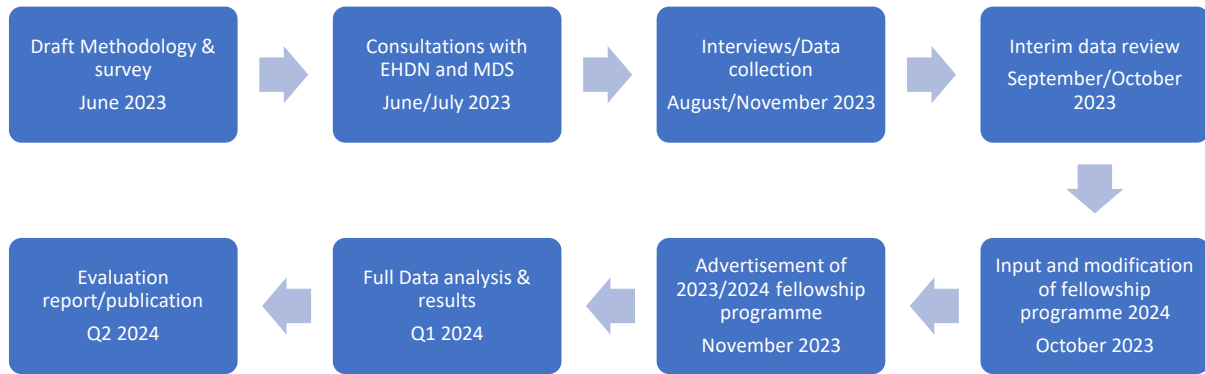 Draft Methodology &
survey
June 2023
Consultations with
EHDN and MDS
June/July 2023
Interviews/Data
collection
August/November 2023
Interim data review
September/October
2023
Input and modification
of fellowship
programme 2024
October 2023
Advertisement of
2023/2024 fellowship
programme
November 2023
Full Data analysis &
results
Q1 2024
Evaluation
report/publication
Q2 2024